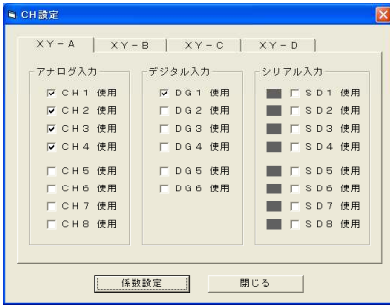 CH設定
XY-A
XY-B
XY-C
XY-D
アナログ入力
CH1 使用
CH2 使用
CH3 使用
CH4 使用
CH5 使用
CH6 使用
CH7 使用
CH8 使用
デジタル入力
DG1 使用
DG2 使用
DG3 使用
DG4 使用
DG5 使用
DG6 使用
シリアル入力
SD1 使用
SD2 使用
SD3 使用
SD4 使用
SD5 使用
SD6 使用
SD7 使用
SD8 使用
係数設定
閉じる